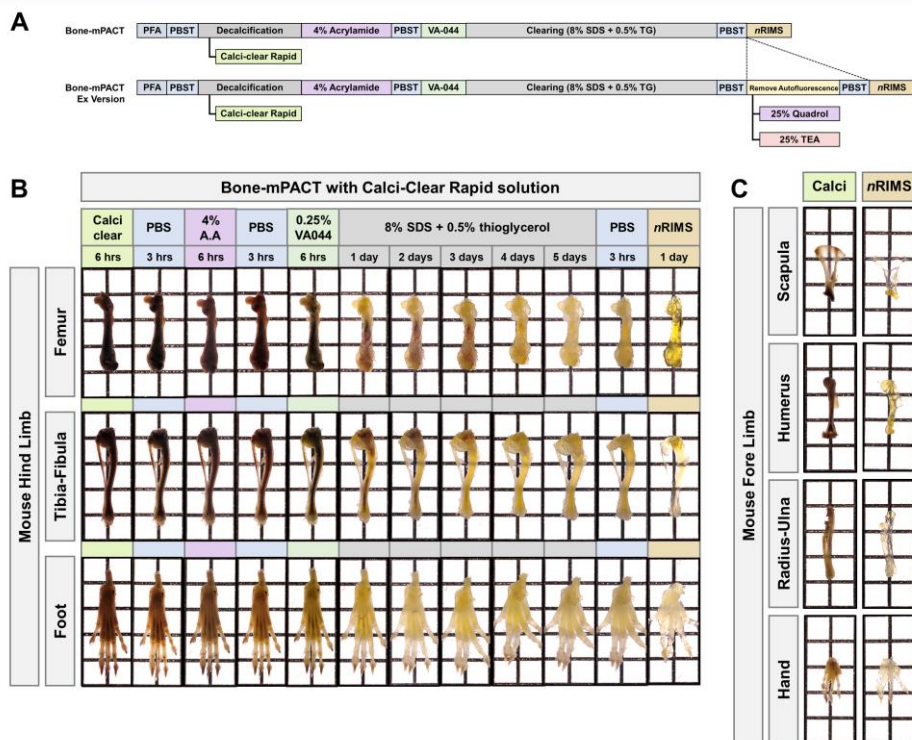 A
Bone-mPACT
PFA PBST Decalcification 4% Acrylamide PBST VA-044 Clearing (8% SDS + 0.5% TG) PBST nRIMS
Calci-clear Rapid
Bone-mPACT
Ex Version
PFA PBST Decalcification 4% Acrylamide PBST VA-044 Clearing (8% SDS + 0.5% TG) PBST Remove Autofluorescence PBST nRIMS
Calci-clear Rapid
25% Quadrol
25% TEA
B
Bone-mPACT with Calci-Clear Rapid solution
Calci
clear
PBS
4%
A.A
PBS
0.25%
VA044
8% SDS + 0.5% thioglycerol
PBS
nRIMS
6 hrs 3 hrs 6 hrs 3 hrs 6 hrs 1 day 2 days 3 days 4 days 5 days 3 hrs 1 day
Mouse Hind Limb
Femur
Tibia-Fibula
Foot
C
Calci nRIMS
Mouse Fore Limb
Scapula
Humerus
Radius-Ulna
Hand